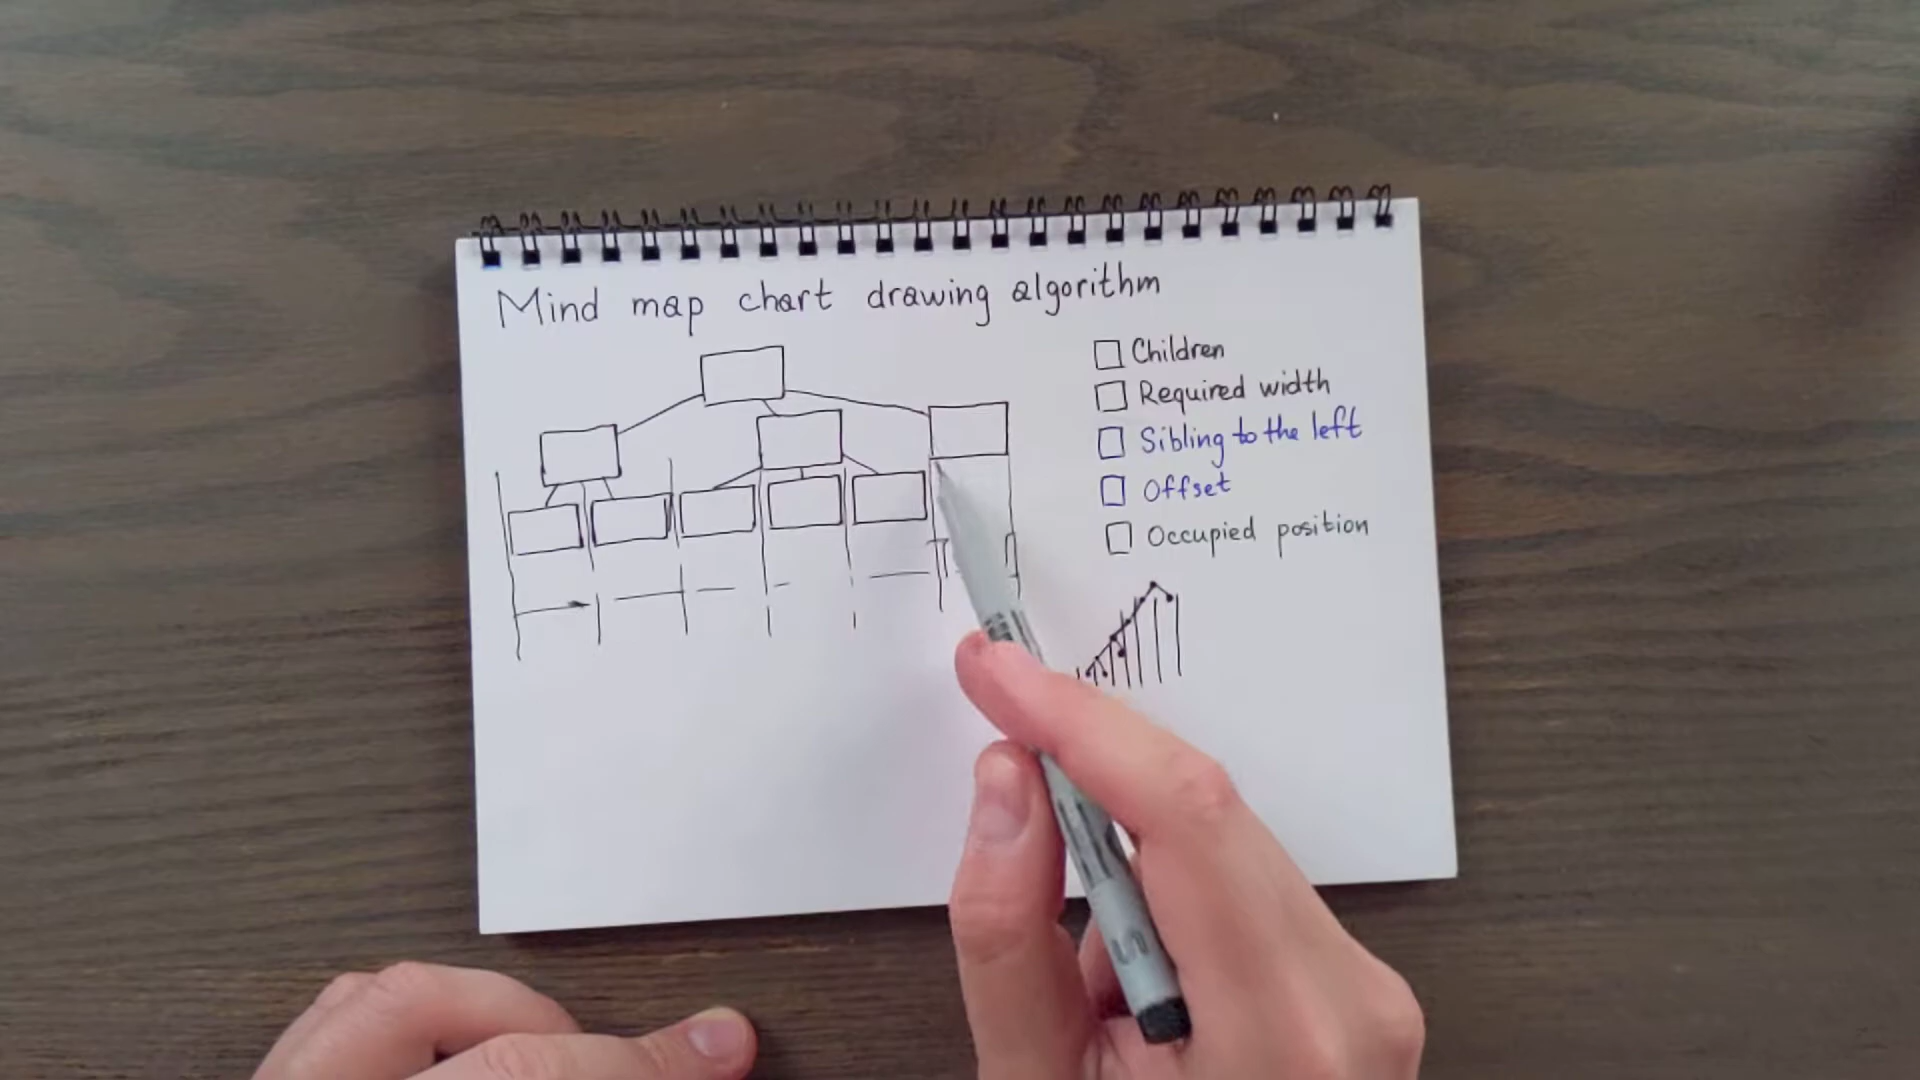 Mind map chart drawing algorithm
Children
Required width
Sibling to the left
Offset
Occupied position